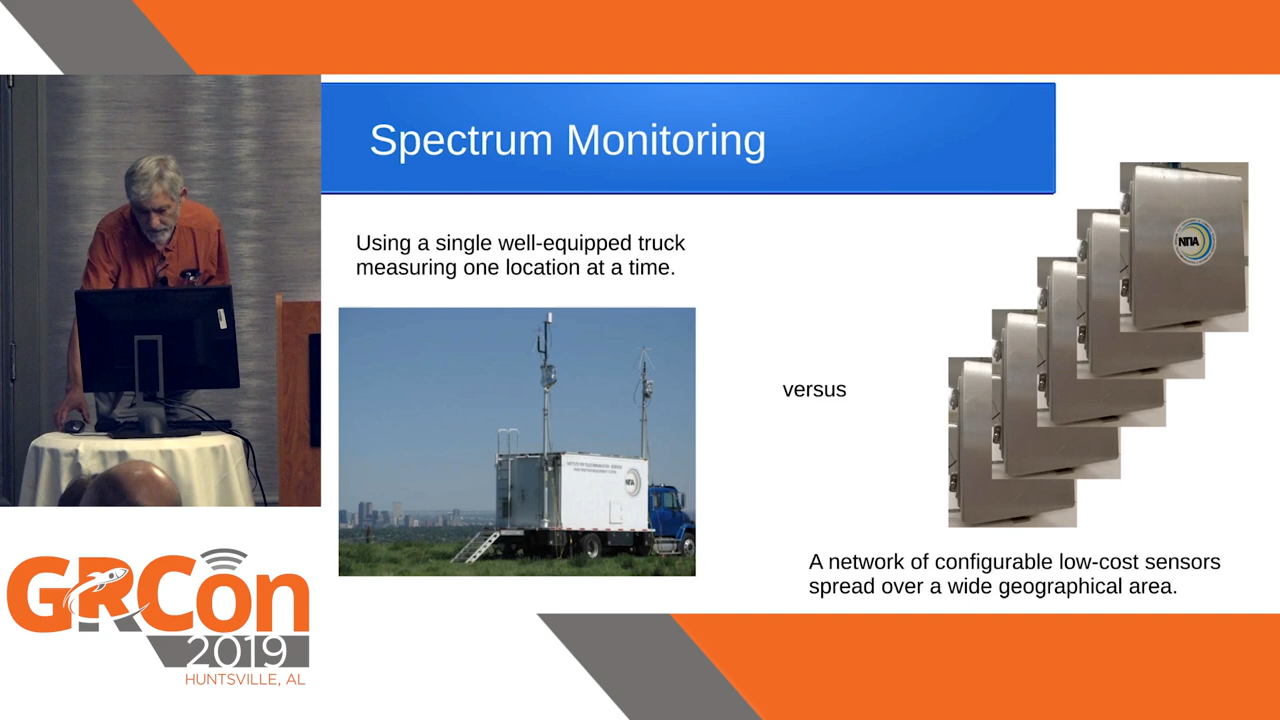 Spectrum Monitoring
Using a single well-equipped truck
measuring one location at a time.
NTIA
NTIA
versus
A network of configurable low-cost sensors
spread over a wide geographical area.
GRCon
2019
HUNTSVILLE, AL